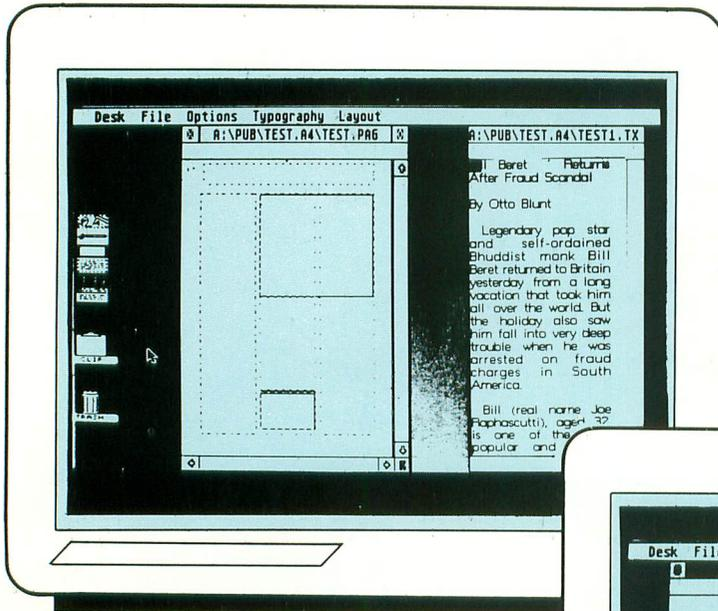 Desk File Options Typography Layout
A:\PUB\TEST.A4\TEST.PAG
A:\PUB\TEST.A4\TEST1.TX
Beret Returns
After Fraud Scandal
By Otto Blunt
Legendary pop star
and self-ordained
Bhuddist monk Bill
Beret returned to Britain
yesterday from a long
vacation that took him
all over the world. But
the holiday also saw
him fall into very deep
trouble when he was
arrested on fraud
charges in South
America.
Bill (real name Joe
Raphascutti), aged 32
is one of the
popular and
CLIP
TRASH
Desk Fil